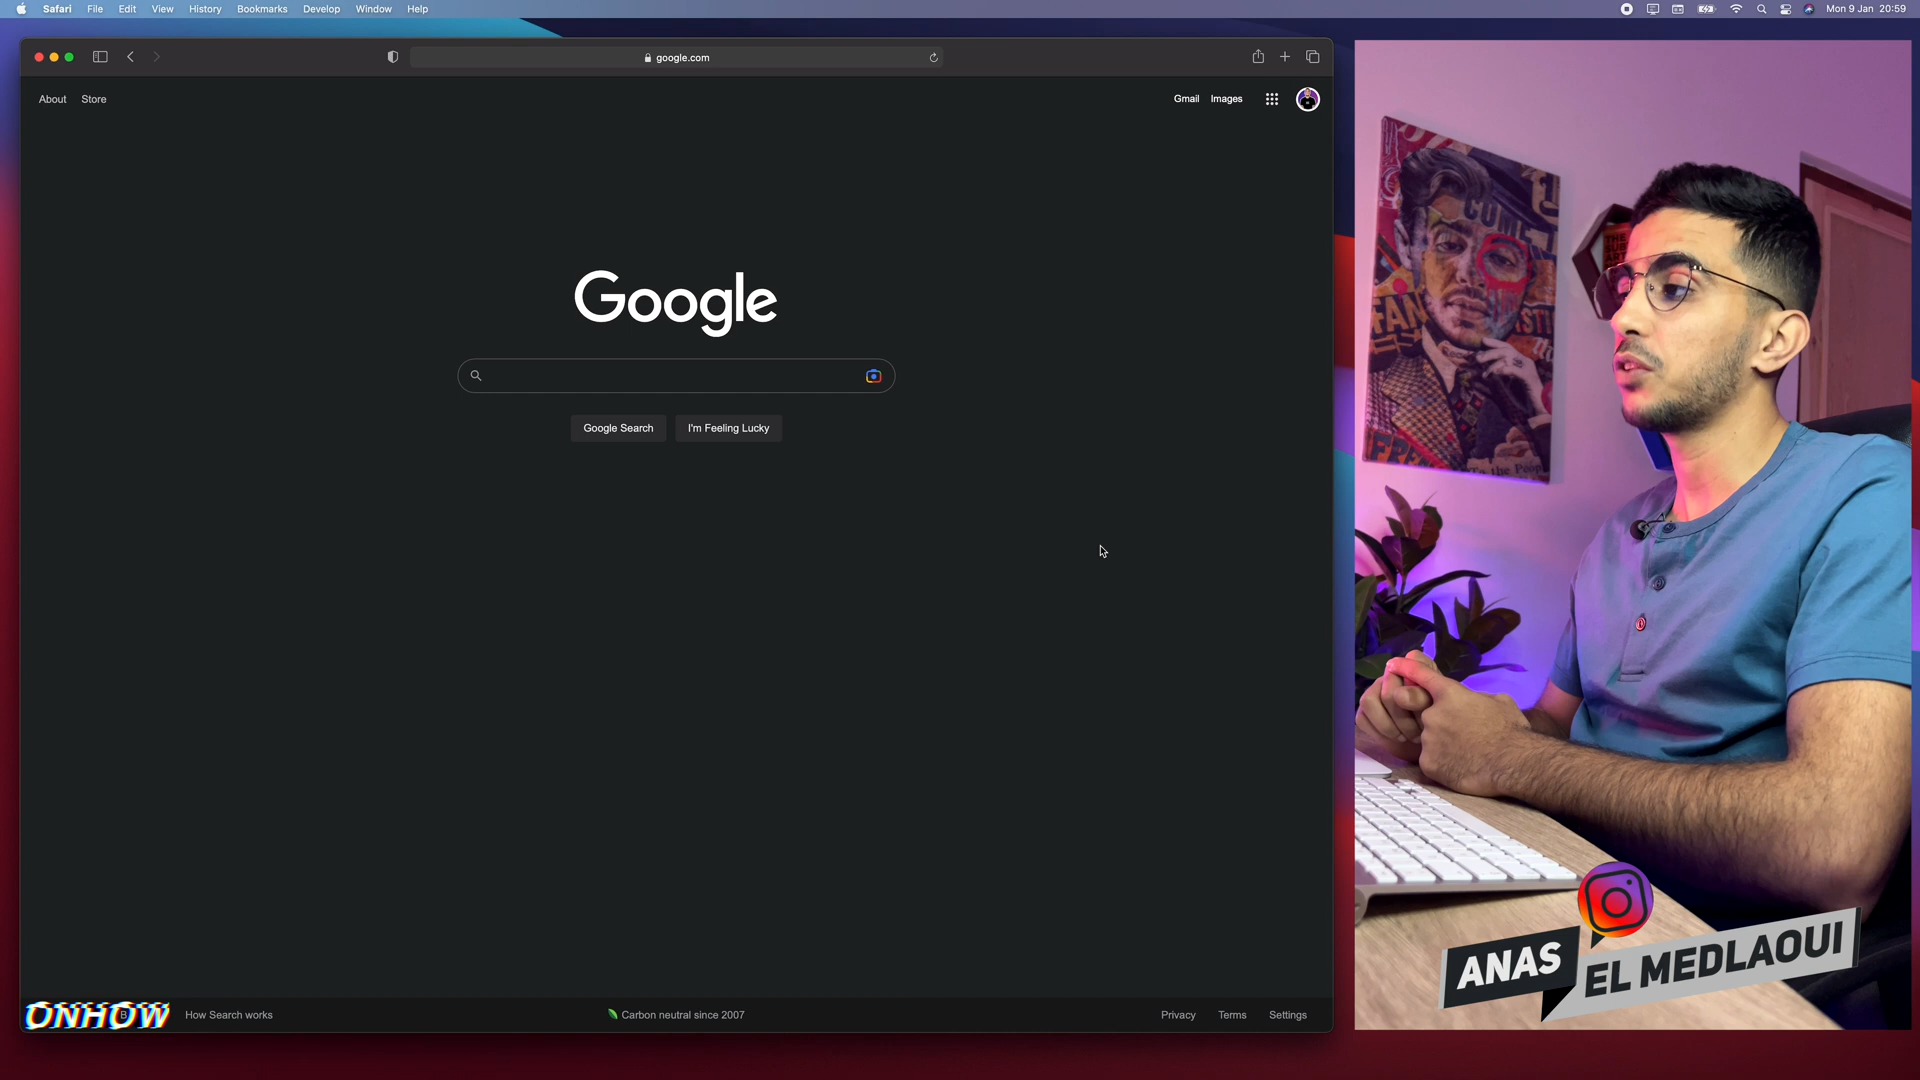 Safari File Edit View History Bookmarks Develop Window Help
Mon 9 Jan 20:59
google.com
About Store
Gmail Images
Google
Google Search I'm Feeling Lucky
ONHOW
How Search works
Carbon neutral since 2007
Privacy Terms Settings
the Peop
ANAS
EL MEDLAOUI